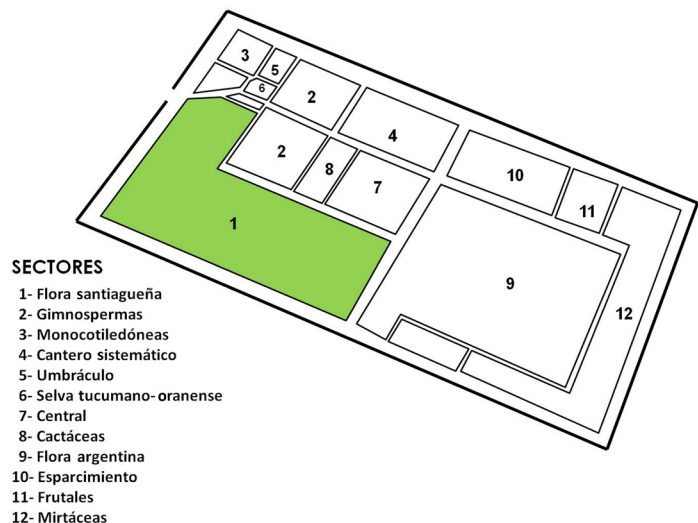 3
5
6
2
4
2
8
7
10
11
1
9
12
SECTORES
1- Flora santiagueña
2- Gimnospermas
3- Monocotiledóneas
4- Cantero sistemático
5- Umbráculo
6- Selva tucumano-oranense
7- Central
8- Cactáceas
9- Flora argentina
10- Esparcimiento
11- Frutales
12- Mirtáceas